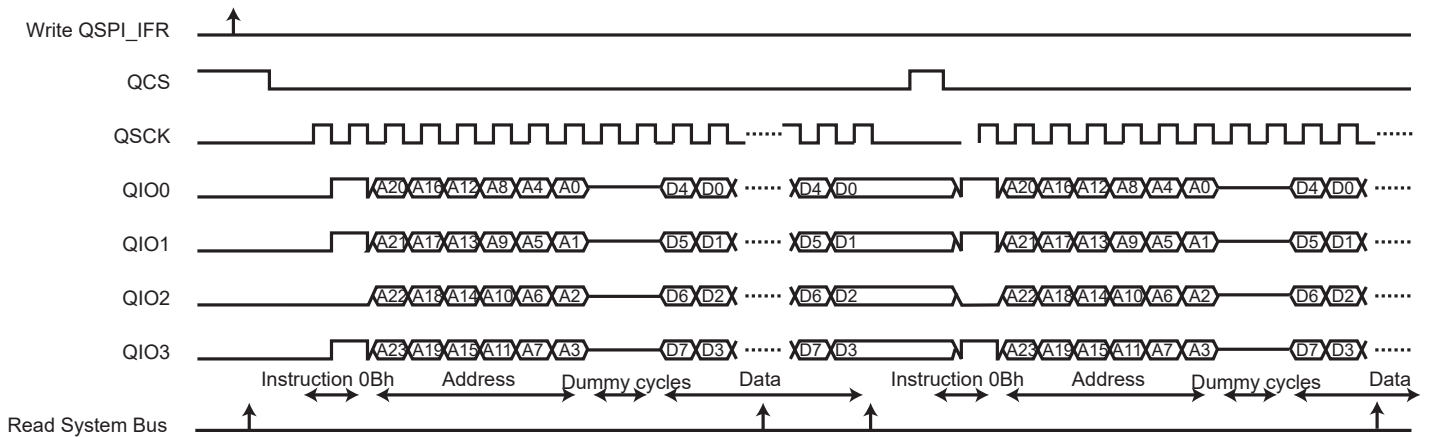 Write QSPI_IFR
QCS
QSCK
QIO0 A20 A16 A12 A8 A4 A0 D4 D0 D4 D0 A20 A16 A12 A8 A4 A0 D4 D0
QIO1 A21 A17 A13 A9 A5 A1 D5 D1 D5 D1 A21 A17 A13 A9 A5 A1 D5 D1
QIO2 A22 A18 A14 A10 A6 A2 D6 D2 D6 D2 A22 A18 A14 A10 A6 A2 D6 D2
QIO3 A23 A19 A15 A11 A7 A3 D7 D3 D7 D3 A23 A19 A15 A11 A7 A3 D7 D3
Instruction 0Bh Address Dummy cycles Data Instruction 0Bh Address Dummy cycles Data
Read System Bus